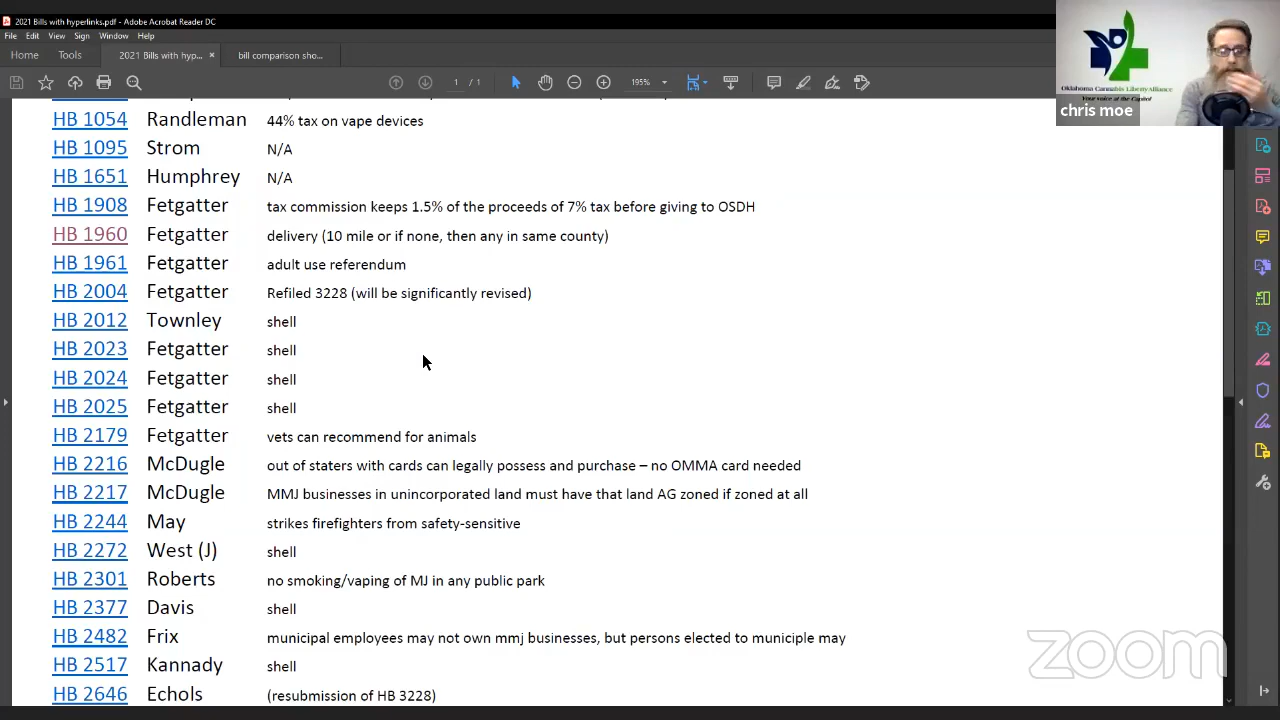 2021 Bills with hyperlinks.pdf - Adobe Acrobat Reader DC
File Edit View Sign Window Help
Home Tools 2021 Bills with hyp... × bill comparison sho...
1 / 1 195%
HB 1054 Randleman 44% tax on vape devices
HB 1095 Strom N/A
HB 1651 Humphrey N/A
HB 1908 Fetgatter tax commission keeps 1.5% of the proceeds of 7% tax before giving to OSDH
HB 1960 Fetgatter delivery (10 mile or if none, then any in same county)
HB 1961 Fetgatter adult use referendum
HB 2004 Fetgatter Refiled 3228 (will be significantly revised)
HB 2012 Townley shell
HB 2023 Fetgatter shell
HB 2024 Fetgatter shell
HB 2025 Fetgatter shell
HB 2179 Fetgatter vets can recommend for animals
HB 2216 McDugle out of staters with cards can legally possess and purchase – no OMMA card needed
HB 2217 McDugle MMJ businesses in unincorporated land must have that land AG zoned if zoned at all
HB 2244 May strikes firefighters from safety-sensitive
HB 2272 West (J) shell
HB 2301 Roberts no smoking/vaping of MJ in any public park
HB 2377 Davis shell
HB 2482 Frix municipal employees may not own mmj businesses, but persons elected to municiple may
HB 2517 Kannady shell
HB 2646 Echols (resubmission of HB 3228)
Oklahoma Cannabis Liberty Alliance
Your voice at the Capitol
chris moe
zoom